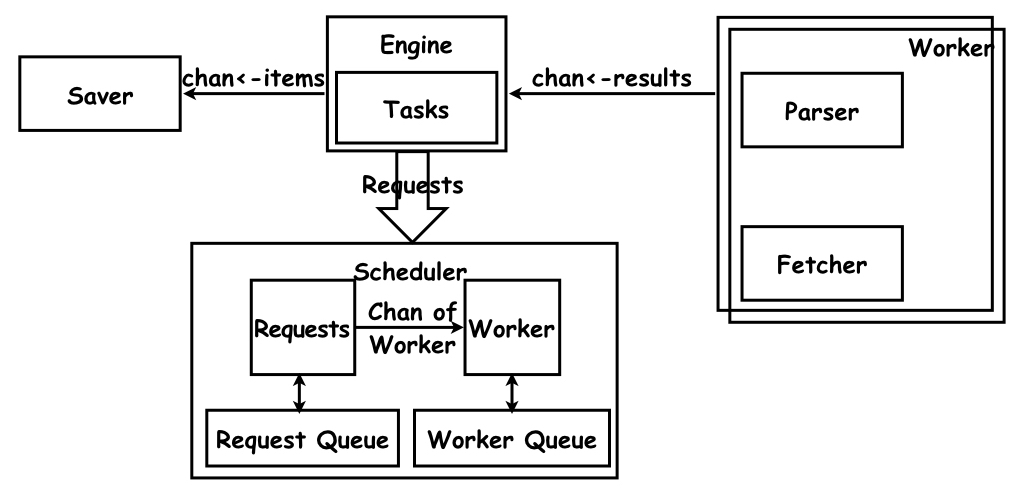 Engine
Worker
chan<-items
chan<-results
Saver
Tasks
Parser
Requests
Fetcher
Scheduler
Chan of
Requests
Worker
Worker
Request Queue
Worker Queue